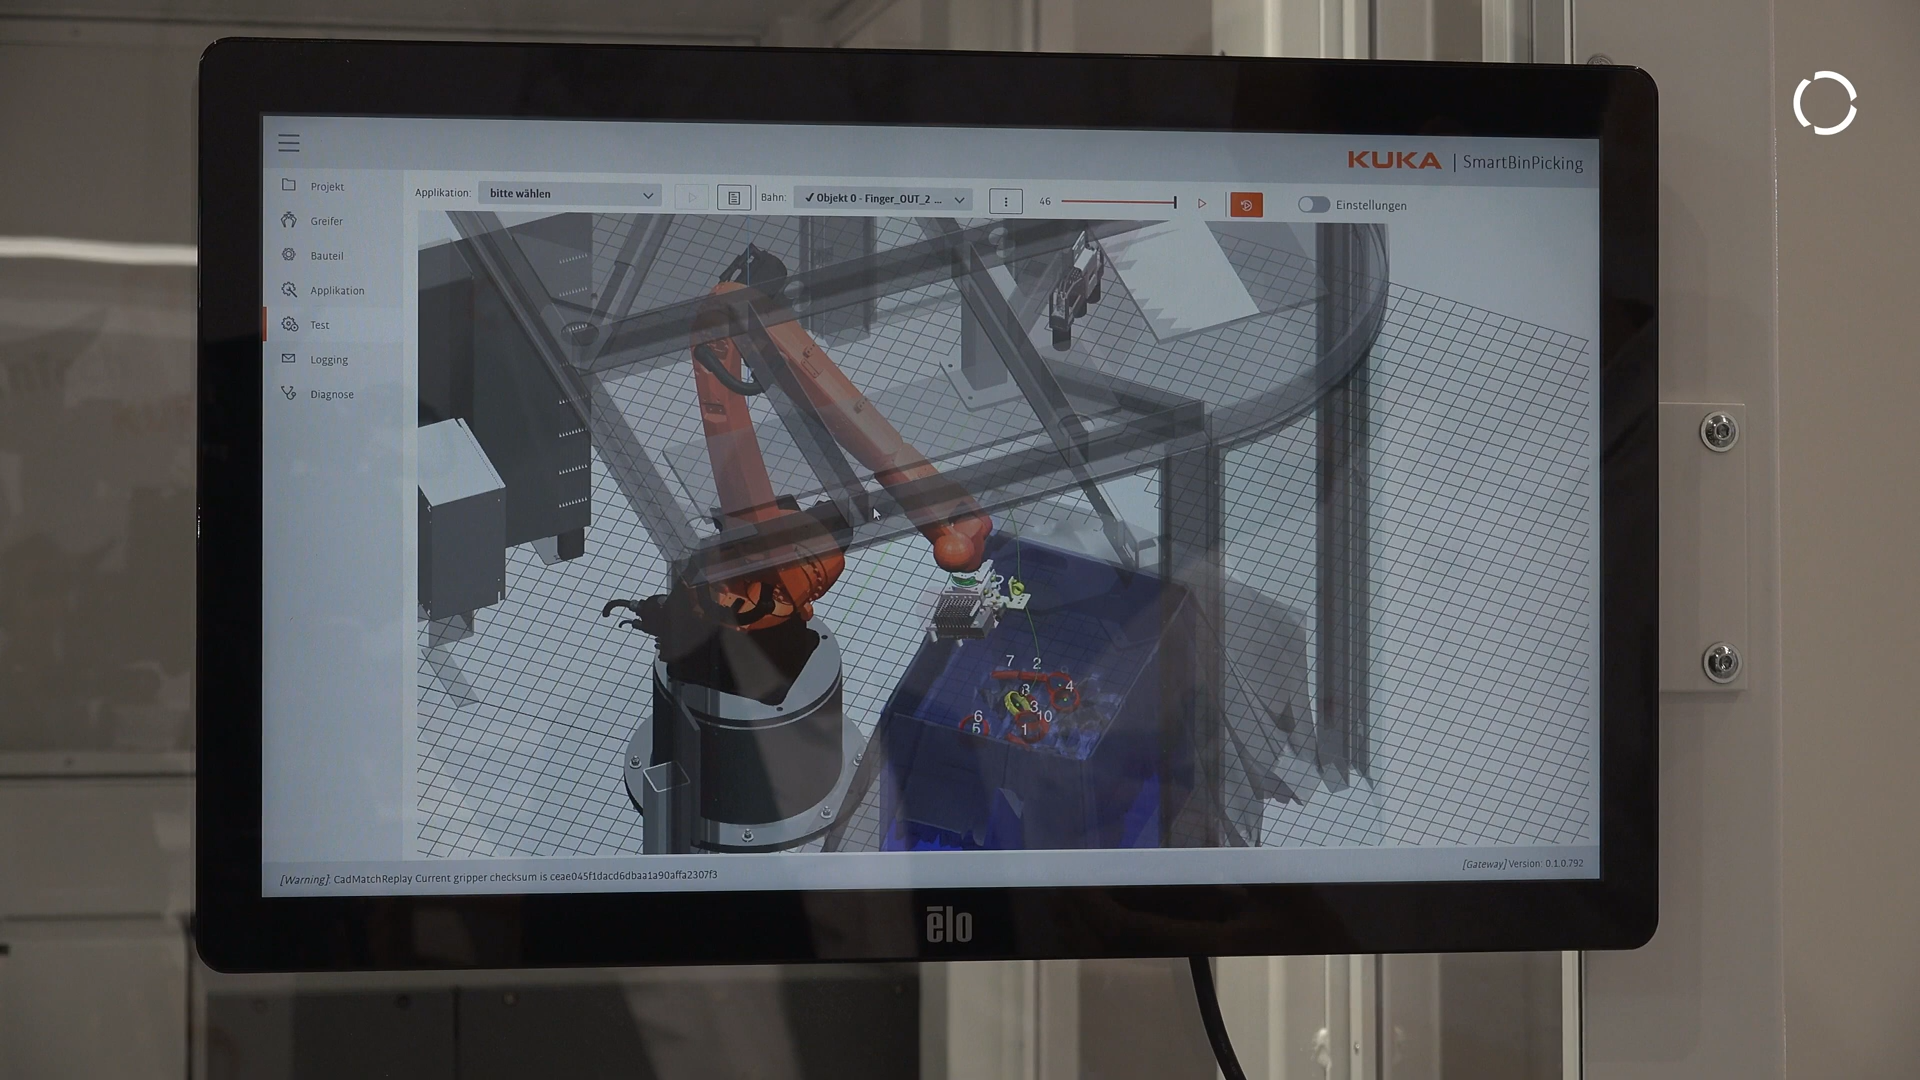 KUKA | SmartBinPicking
Projekt
Greifer
Bauteil
Applikation
Test
Logging
Diagnose
Applikation: bitte wählen Bahn: ✓ Objekt 0 - Finger_OUT_2 ... 46 Einstellungen
7 2
4
8
3
6 10
5 1
[Warning]: CadMatchReplay Current gripper checksum is ceae045f1dacd6dbaa1a90affa2307f3
[Gateway] Version: 0.1.0.792
elo